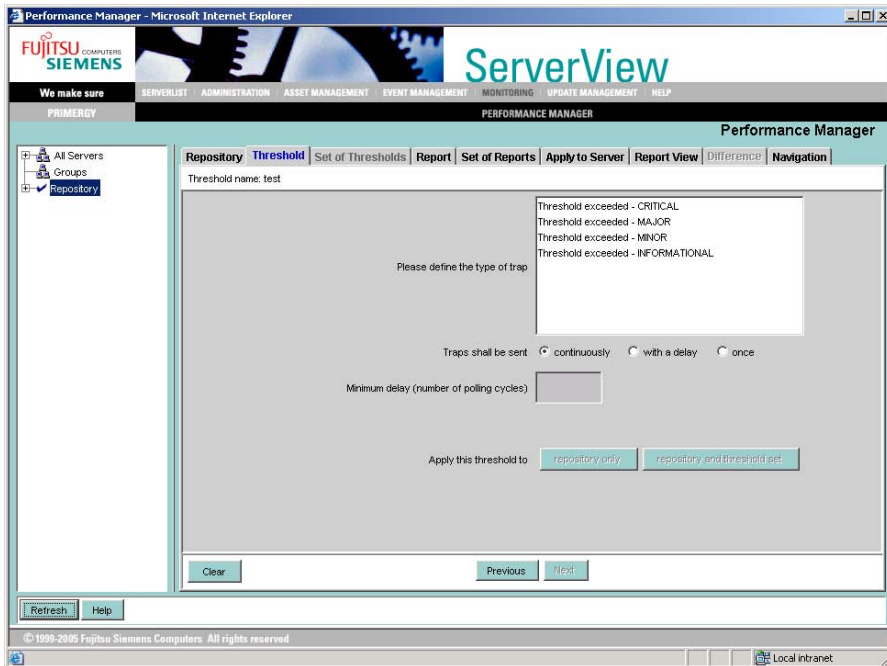 Performance Manager - Microsoft Internet Explorer
FUJITSU COMPUTERS
SIEMENS
ServerView
We make sure
SERVERLIST ADMINISTRATION ASSET MANAGEMENT EVENT MANAGEMENT MONITORING UPDATE MANAGEMENT HELP
PRIMERGY
PERFORMANCE MANAGER
Performance Manager
All Servers
Groups
Repository
Repository Threshold Set of Thresholds Report Set of Reports Apply to Server Report View Difference Navigation
Threshold name: test
Threshold exceeded - CRITICAL
Threshold exceeded - MAJOR
Threshold exceeded - MINOR
Threshold exceeded - INFORMATIONAL
Please define the type of trap
Traps shall be sent continuously with a delay once
Minimum delay (number of polling cycles)
Apply this threshold to repository only repository and threshold set
Clear Previous Next
Refresh Help
©1999-2005 Fujitsu Siemens Computers All rights reserved
Local intranet